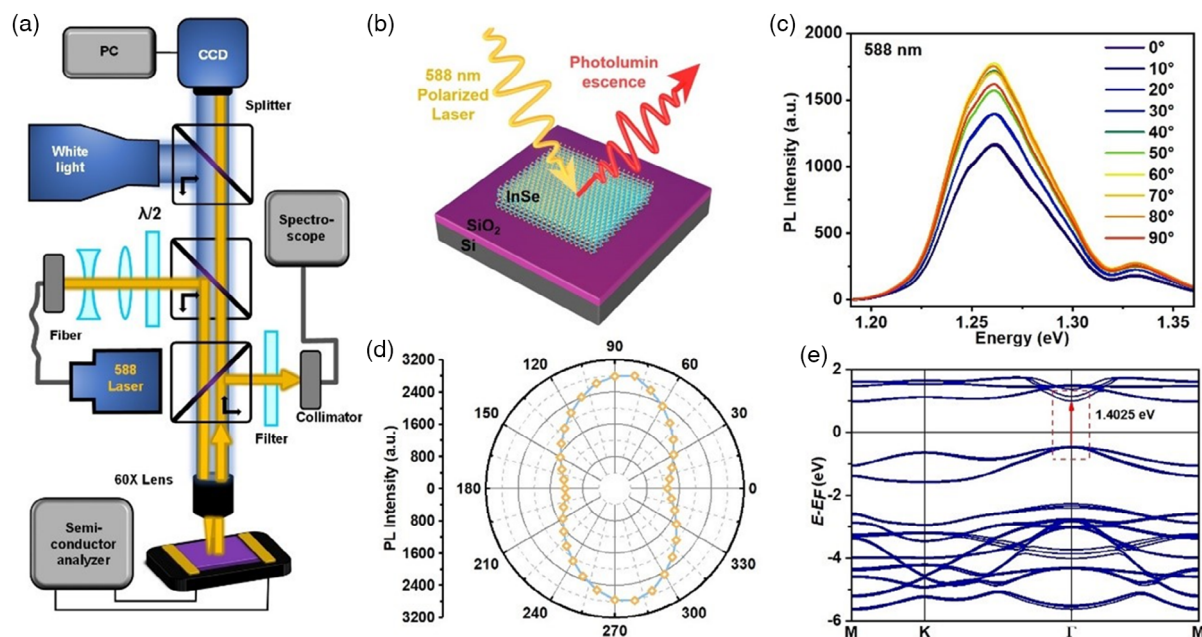 (a)
PC
CCD
Splitter
White
light
λ/2
Spectro-
scope
Fiber
588
Laser
Filter
Collimator
60X Lens
Semi-
conductor
analyzer
(b)
588 nm
Polarized
Laser
Photolumin
escence
InSe
SiO2
Si
(c)
588 nm
0°
10°
20°
30°
40°
50°
60°
70°
80°
90°
PL Intensity (a.u.)
2000
1500
1000
500
0
1.20
1.25
1.30
1.35
Energy (eV)
(d)
PL Intensity (a.u.)
3200
2400
1600
800
0
800
1600
2400
3200
90
60
30
0
330
300
270
240
210
180
150
120
(e)
E-EF (eV)
2
0
-2
-4
-6
1.4025 eV
M
K
Γ
M